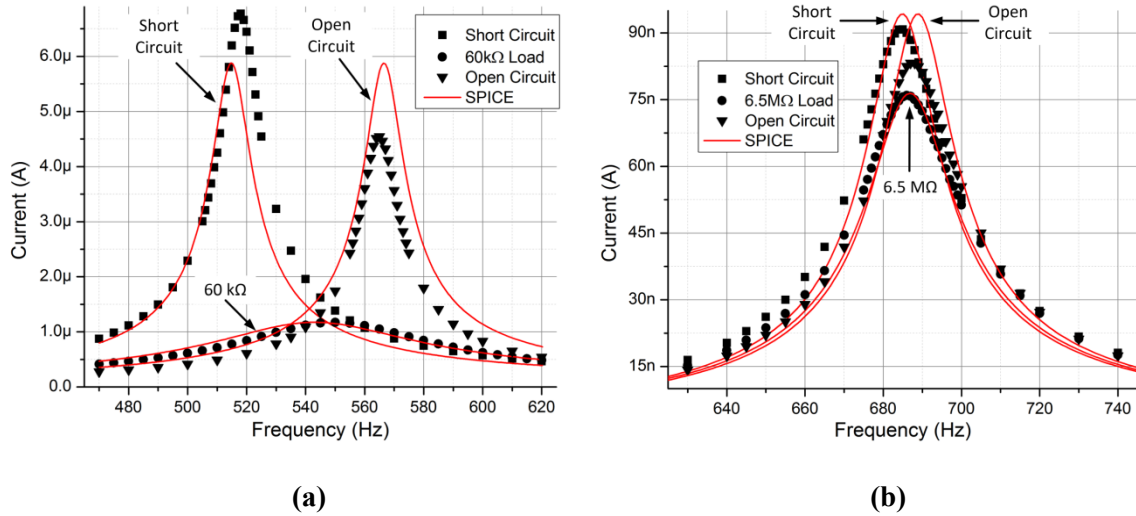 Short
Circuit
Open
Circuit
Short Circuit
60kΩ Load
Open Circuit
SPICE
60 kΩ
6.0μ
5.0μ
4.0μ
3.0μ
2.0μ
1.0μ
0.0
Current (A)
480 500 520 540 560 580 600 620
Frequency (Hz)
(a)
Short
Circuit
Open
Circuit
Short Circuit
6.5MΩ Load
Open Circuit
SPICE
6.5 MΩ
90n
75n
60n
45n
30n
15n
Current (A)
640 660 680 700 720 740
Frequency (Hz)
(b)